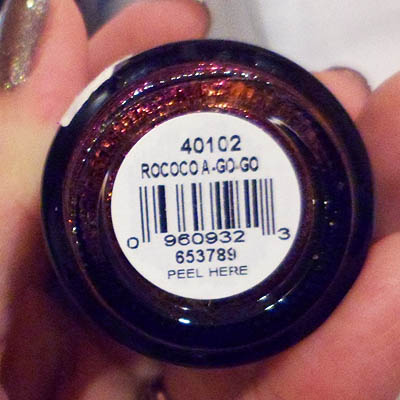 40102
ROCOCO A-GO-GO
0 960932 3
653789
PEEL HERE